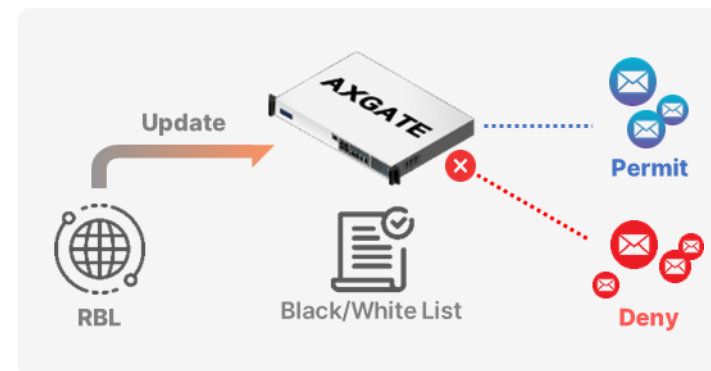 Update
AXGATE
Permit
RBL
Black/White List
Deny